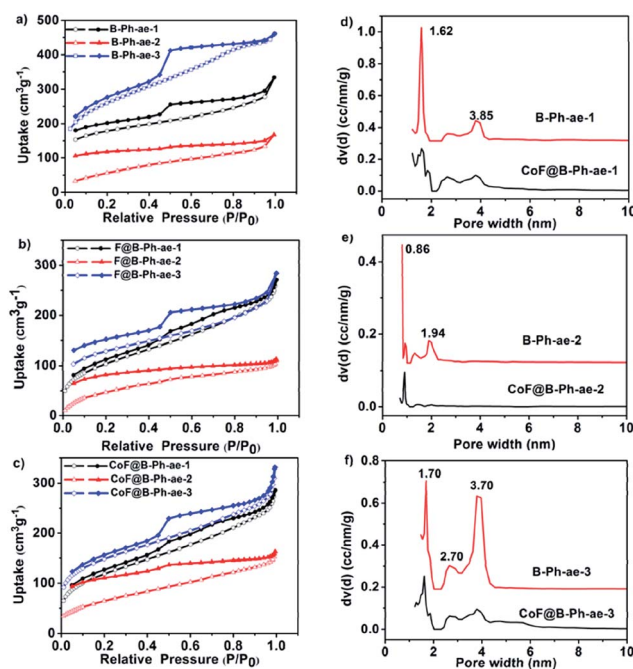 a)
B-Ph-ae-1
B-Ph-ae-2
B-Ph-ae-3
Uptake (cm³g⁻¹)
500
400
300
200
100
0
0.0 0.2 0.4 0.6 0.8 1.0
Relative Pressure (P/P₀)
b)
F@B-Ph-ae-1
F@B-Ph-ae-2
F@B-Ph-ae-3
Uptake (cm³g⁻¹)
300
200
100
0
0.0 0.2 0.4 0.6 0.8 1.0
Relative Pressure (P/P₀)
c)
CoF@B-Ph-ae-1
CoF@B-Ph-ae-2
CoF@B-Ph-ae-3
Uptake (cm³g⁻¹)
300
200
100
0
0.0 0.2 0.4 0.6 0.8 1.0
Relative Pressure (P/P₀)
d)
1.62
3.85
B-Ph-ae-1
CoF@B-Ph-ae-1
dv(d) (cc/nm/g)
1.0
0.8
0.6
0.4
0.2
0.0
0 2 4 6 8 10
Pore width (nm)
e)
0.86
1.94
B-Ph-ae-2
CoF@B-Ph-ae-2
dv(d) (cc/nm/g)
0.4
0.2
0.0
0 2 4 6 8 10
Pore width (nm)
f)
1.70
3.70
2.70
B-Ph-ae-3
CoF@B-Ph-ae-3
dv(d) (cc/nm/g)
0.8
0.6
0.4
0.2
0.0
0 2 4 6 8 10
Pore width (nm)